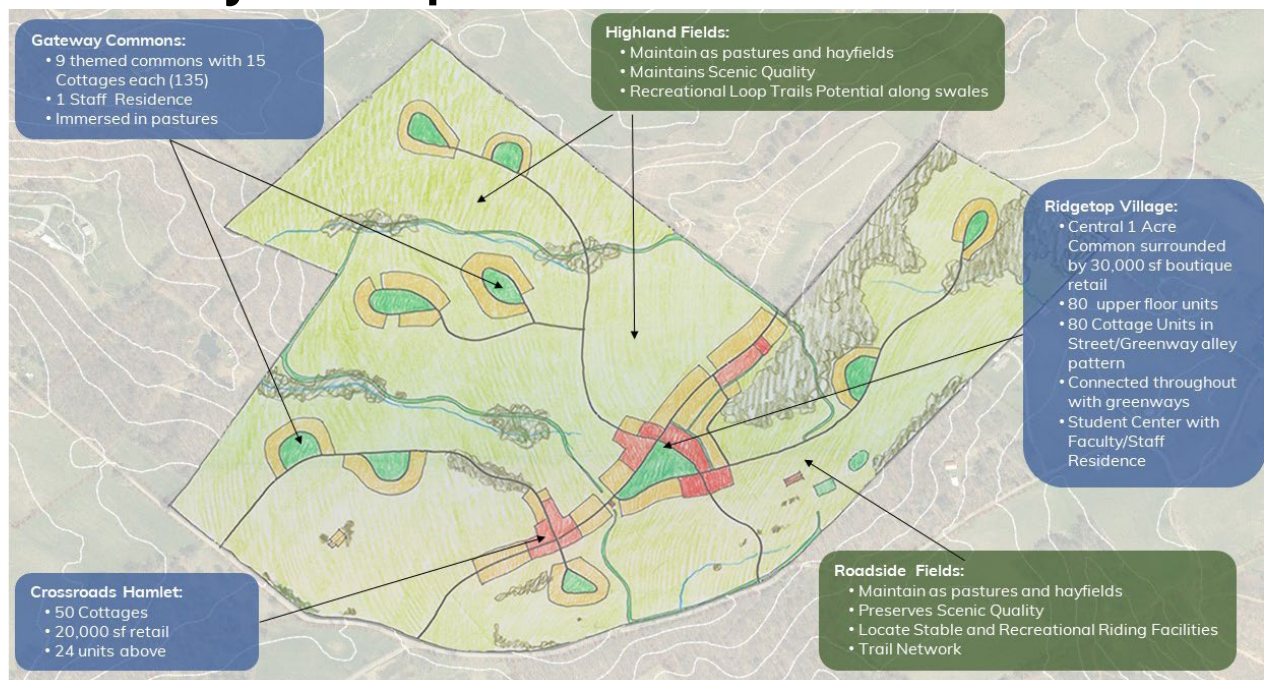 Gateway Commons:
• 9 themed commons with 15
Cottages each (135)
• 1 Staff Residence
• Immersed in pastures
Highland Fields:
• Maintain as pastures and hayfields
• Maintains Scenic Quality
• Recreational Loop Trails Potential along swales
Ridgetop Village:
• Central 1 Acre
Common surrounded
by 30,000 sf boutique
retail
• 80 upper floor units
• 80 Cottage Units in
Street/Greenway alley
pattern
• Connected throughout
with greenways
• Student Center with
Faculty/Staff
Residence
Crossroads Hamlet:
• 50 Cottages
• 20,000 sf retail
• 24 units above
Roadside Fields:
• Maintain as pastures and hayfields
• Preserves Scenic Quality
• Locate Stable and Recreational Riding Facilities
• Trail Network